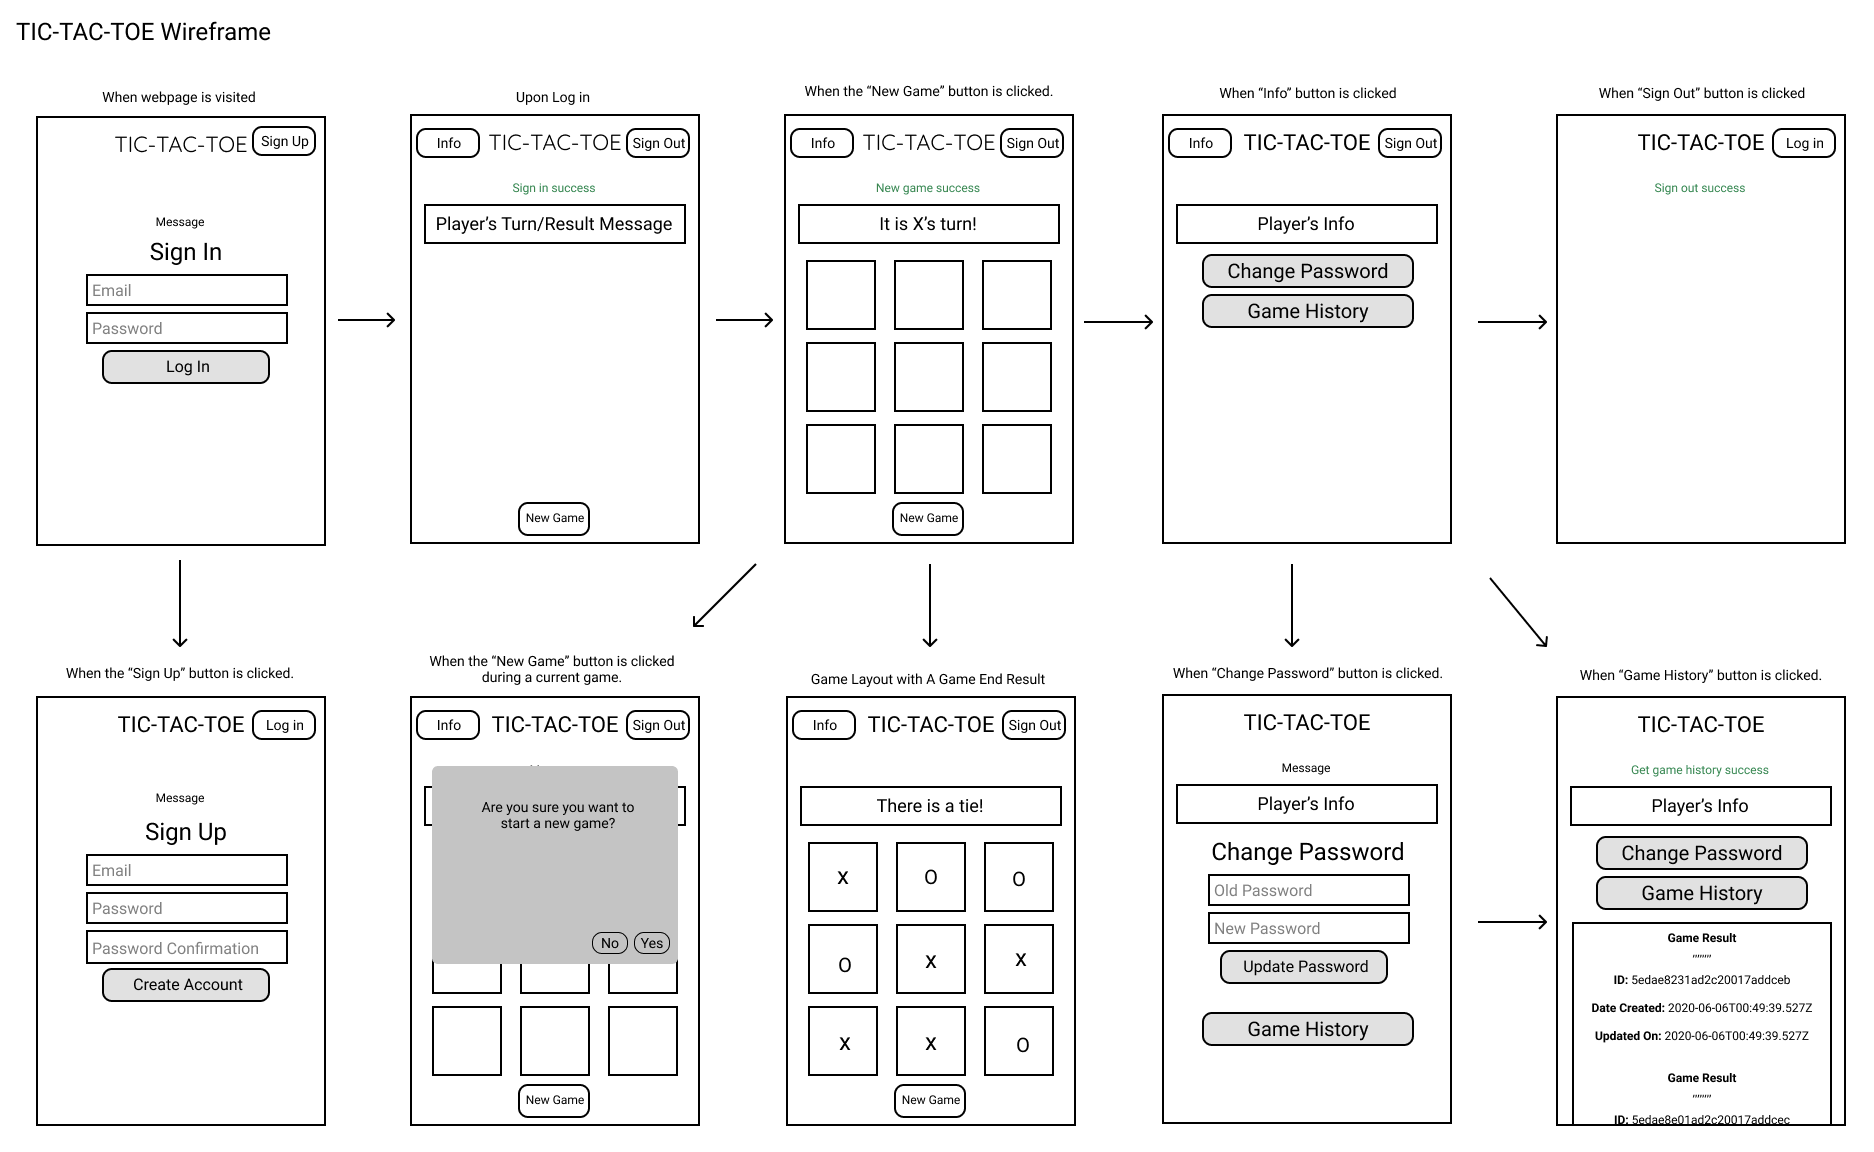 TIC-TAC-TOE Wireframe
When webpage is visited
TIC-TAC-TOE
Sign Up
Message
Sign In
Email
Password
Log In
Upon Log in
Info
TIC-TAC-TOE
Sign Out
Sign in success
Player’s Turn/Result Message
New Game
When the “New Game” button is clicked.
Info
TIC-TAC-TOE
Sign Out
New game success
It is X’s turn!
New Game
When “Info” button is clicked
Info
TIC-TAC-TOE
Sign Out
Player’s Info
Change Password
Game History
When “Sign Out” button is clicked
TIC-TAC-TOE
Log in
Sign out success
When the “Sign Up” button is clicked.
TIC-TAC-TOE
Log in
Message
Sign Up
Email
Password
Password Confirmation
Create Account
When the “New Game” button is clicked
during a current game.
Info
TIC-TAC-TOE
Sign Out
Are you sure you want to
start a new game?
No
Yes
New Game
Game Layout with A Game End Result
Info
TIC-TAC-TOE
Sign Out
There is a tie!
X O O
O X X
X X O
New Game
When “Change Password” button is clicked.
TIC-TAC-TOE
Message
Player’s Info
Change Password
Old Password
New Password
Update Password
Game History
When “Game History” button is clicked.
TIC-TAC-TOE
Get game history success
Player’s Info
Change Password
Game History
Game Result
,,,,,,,,
ID: 5edae8231ad2c20017addceb
Date Created: 2020-06-06T00:49:39.527Z
Updated On: 2020-06-06T00:49:39.527Z
Game Result
,,,,,,,,
ID: 5edae8e01ad2c20017addcec